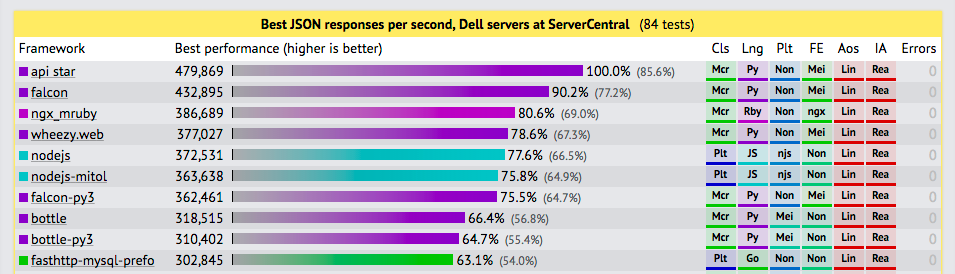 Best JSON responses per second, Dell servers at ServerCentral (84 tests)
Framework Best performance (higher is better) Cls Lng Plt FE Aos IA Errors
api star 479,869 100.0% (85.6%) Mcr Py Non Mei Lin Rea 0
falcon 432,895 90.2% (77.2%) Mcr Py Non Mei Lin Rea 0
ngx_mruby 386,689 80.6% (69.0%) Mcr Rby Non ngx Lin Rea 0
wheezy.web 377,027 78.6% (67.3%) Mcr Py Non Mei Lin Rea 0
nodejs 372,531 77.6% (66.5%) Plt JS njs Non Lin Rea 0
nodejs-mitol 363,638 75.8% (64.9%) Plt JS njs Non Lin Rea 0
falcon-py3 362,461 75.5% (64.7%) Mcr Py Non Mei Lin Rea 0
bottle 318,515 66.4% (56.8%) Mcr Py Mei Non Lin Rea 0
bottle-py3 310,402 64.7% (55.4%) Mcr Py Mei Non Lin Rea 0
fasthttp-mysql-prefo 302,845 63.1% (54.0%) Plt Go Non Non Lin Rea 0